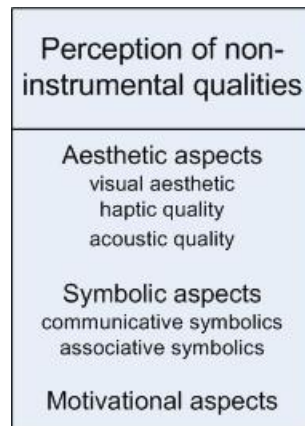 Perception of non-
instrumental qualities
Aesthetic aspects
visual aesthetic
haptic quality
acoustic quality
Symbolic aspects
communicative symbolics
associative symbolics
Motivational aspects